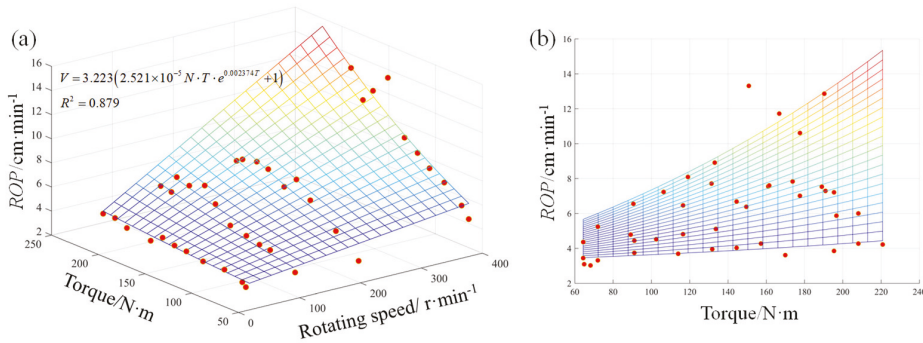 (a)
V = 3.223(2.521×10⁻⁵ N·T·e^0.002374T +1)
R² = 0.879
ROP/cm·min⁻¹
16
14
12
10
8
6
4
2
250
200
150
100
50
Torque/N·m
0
100
200
300
400
Rotating speed/ r·min⁻¹
(b)
ROP/cm·min⁻¹
16
14
12
10
8
6
4
2
60 80 100 120 140 160 180 200 220 240
Torque/N·m